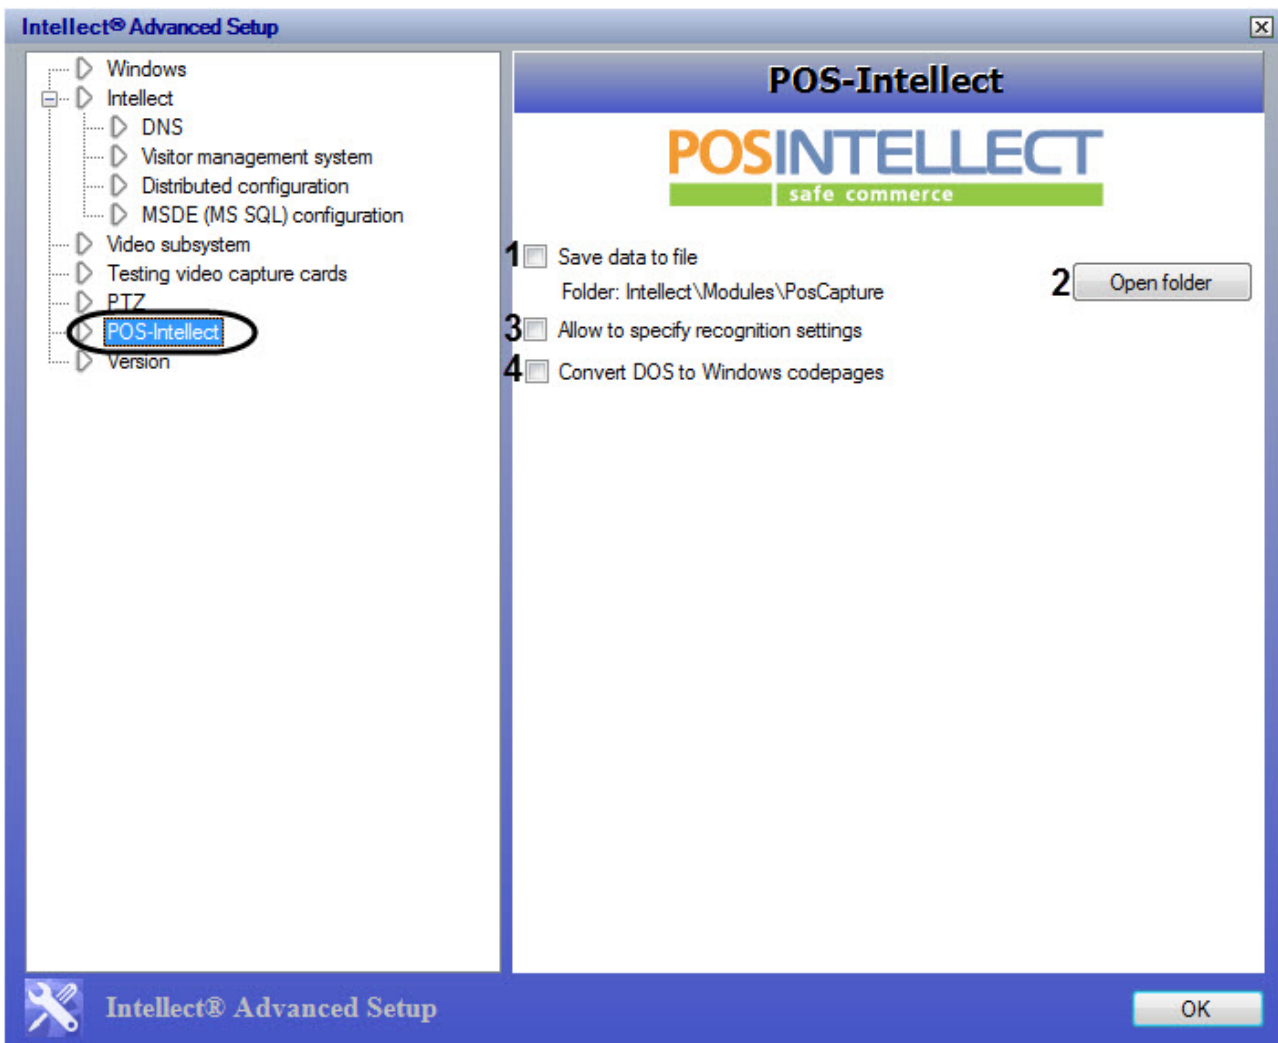 Intellect® Advanced Setup
Windows
Intellect
DNS
Visitor management system
Distributed configuration
MSDE (MS SQL) configuration
Video subsystem
Testing video capture cards
PTZ
POS-Intellect
Version
POS-Intellect
POSINTELLECT
safe commerce
1 Save data to file
Folder: Intellect\Modules\PosCapture
2 Open folder
3 Allow to specify recognition settings
4 Convert DOS to Windows codepages
Intellect® Advanced Setup
OK